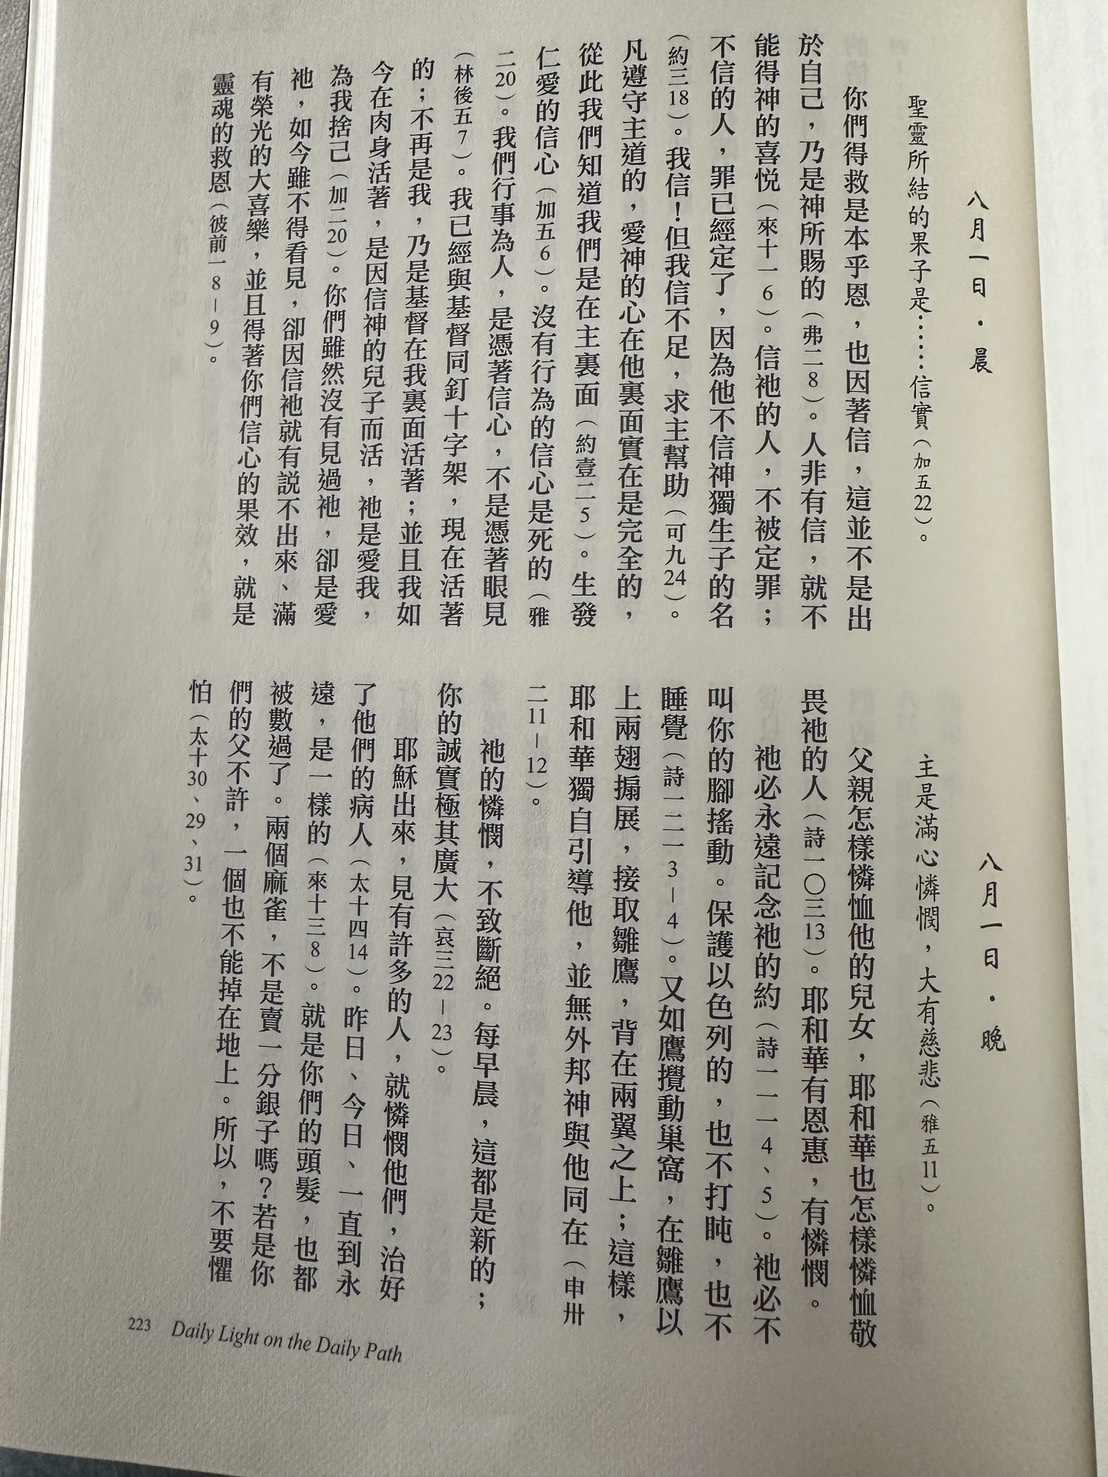 八月一日．晨
聖靈所結的果子是……信實（加五22）。
你們得救是本乎恩，也因著信，這並不是出
於自己，乃是神所賜的（弗二8）。人非有信，就不
能得神的喜悅（來十一6）。信祂的人，不被定罪；
不信的人，罪已經定了，因為他不信神獨生子的名
（約三18）。我信！但我信不足，求主幫助（可九24）。
凡遵守主道的，愛神的心在他裏面實在是完全的，
從此我們知道我們是在主裏面（約壹二5）。生發
仁愛的信心（加五6）。沒有行為的信心是死的（雅
二20）。我們行事為人，是憑著信心，不是憑著眼見
（林後五7）。我已經與基督同釘十字架，現在活著
的；不再是我，乃是基督在我裏面活著；並且我如
今在肉身活著，是因信神的兒子而活，祂是愛我，
為我捨己（加二20）。你們雖然沒有見過祂，卻是愛
祂，如今雖不得看見，卻因信祂就有説不出來、滿
有榮光的大喜樂，並且得著你們信心的果效，就是
靈魂的救恩（彼前一8－9）。
八月一日．晚
主是滿心憐憫，大有慈悲（雅五11）。
父親怎樣憐恤他的兒女，耶和華也怎樣憐恤敬
畏祂的人（詩一〇三13）。耶和華有恩惠，有憐憫。
祂必永遠記念祂的約（詩一一一4、5）。祂必不
叫你的腳搖動。保護以色列的，也不打盹，也不
睡覺（詩一二一3－4）。又如鷹攪動巢窩，在雛鷹以
上兩翅搧展，接取雛鷹，背在兩翼之上；這樣，
耶和華獨自引導他，並無外邦神與他同在（申卅
二11－12）。
祂的憐憫，不致斷絕。每早晨，這都是新的；
你的誠實極其廣大（哀三22－23）。
耶穌出來，見有許多的人，就憐憫他們，治好
了他們的病人（太十四14）。昨日、今日、一直到永
遠，是一樣的（來十三8）。就是你們的頭髮，也都
被數過了。兩個麻雀，不是賣一分銀子嗎？若是你
們的父不許，一個也不能掉在地上。所以，不要懼
怕（太十30、29、31）。
223 Daily Light on the Daily Path